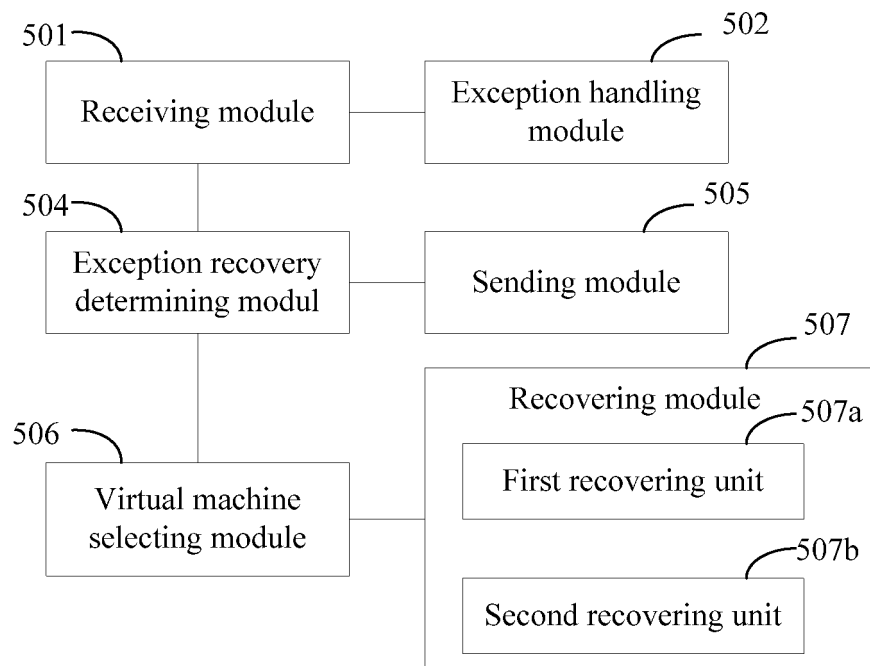 501
502
Receiving module
Exception handling
module
504
505
Exception recovery
determining modul
Sending module
507
Recovering module
506
507a
Virtual machine
selecting module
First recovering unit
507b
Second recovering unit